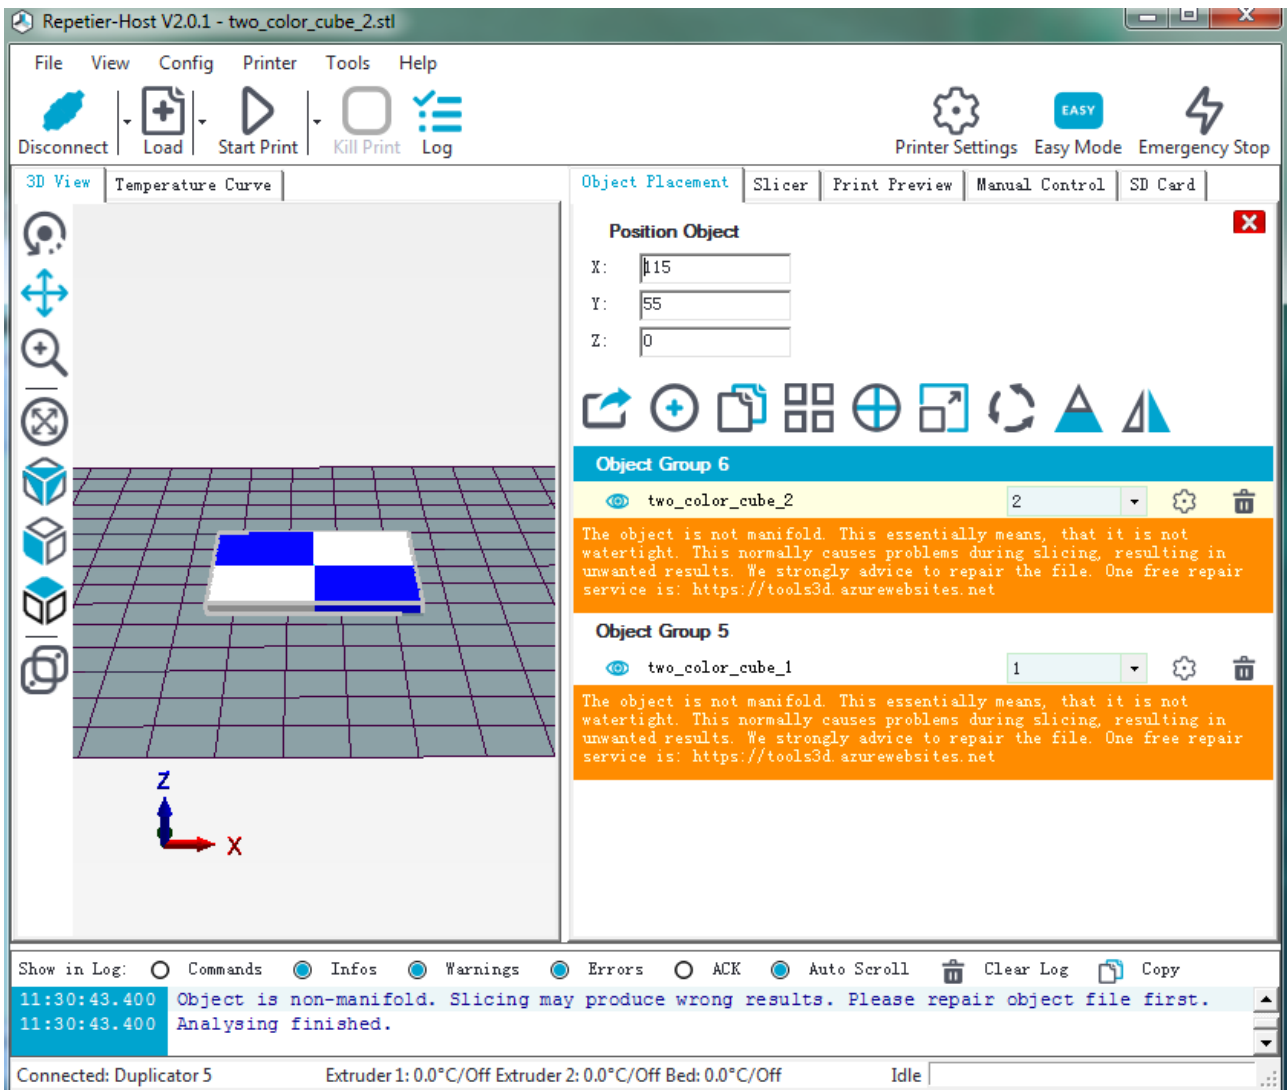 Repetier-Host V2.0.1 - two_color_cube_2.stl
File View Config Printer Tools Help
Disconnect Load Start Print Kill Print Log Printer Settings EASY Easy Mode Emergency Stop
3D View Temperature Curve
Object Placement Slicer Print Preview Manual Control SD Card
Position Object
X: 115
Y: 55
Z: 0
Object Group 6
two_color_cube_2 2
The object is not manifold. This essentially means, that it is not
watertight. This normally causes problems during slicing, resulting in
unwanted results. We strongly advice to repair the file. One free repair
service is: https://tools3d.azurewebsites.net
Object Group 5
two_color_cube_1 1
The object is not manifold. This essentially means, that it is not
watertight. This normally causes problems during slicing, resulting in
unwanted results. We strongly advice to repair the file. One free repair
service is: https://tools3d.azurewebsites.net
Z
X
Show in Log: Commands Infos Warnings Errors ACK Auto Scroll Clear Log Copy
11:30:43.400 Object is non-manifold. Slicing may produce wrong results. Please repair object file first.
11:30:43.400 Analysing finished.
Connected: Duplicator 5 Extruder 1: 0.0°C/Off Extruder 2: 0.0°C/Off Bed: 0.0°C/Off Idle